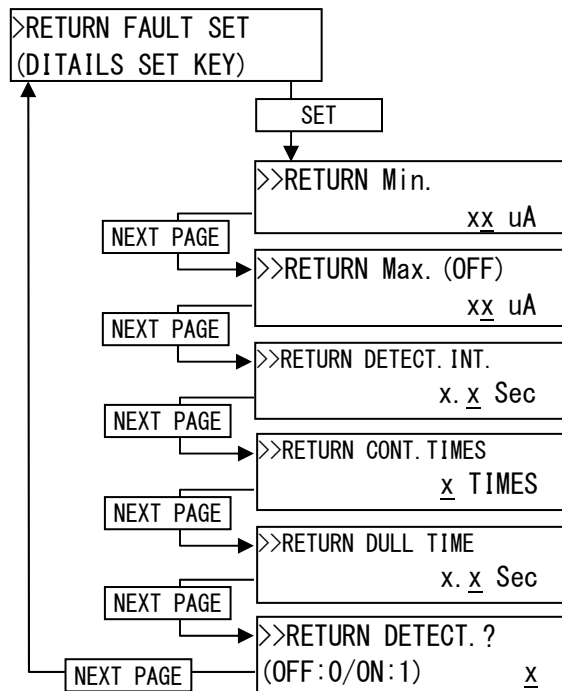 >RETURN FAULT SET
(DITAILS SET KEY)
SET
>>RETURN Min.
xx uA
NEXT PAGE
>>RETURN Max.(OFF)
xx uA
NEXT PAGE
>>RETURN DETECT.INT.
x.x Sec
NEXT PAGE
>>RETURN CONT.TIMES
x TIMES
NEXT PAGE
>>RETURN DULL TIME
x.x Sec
NEXT PAGE
>>RETURN DETECT.?
(OFF:0/ON:1) x
NEXT PAGE